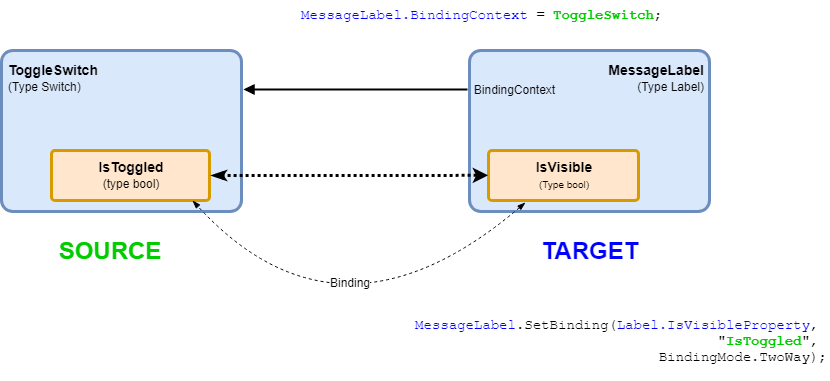 MessageLabel.BindingContext = ToggleSwitch;
ToggleSwitch
(Type Switch)
MessageLabel
(Type Label)
BindingContext
IsToggled
(type bool)
IsVisible
(Type bool)
SOURCE
TARGET
Binding
MessageLabel.SetBinding(Label.IsVisibleProperty,
"IsToggled",
BindingMode.TwoWay);